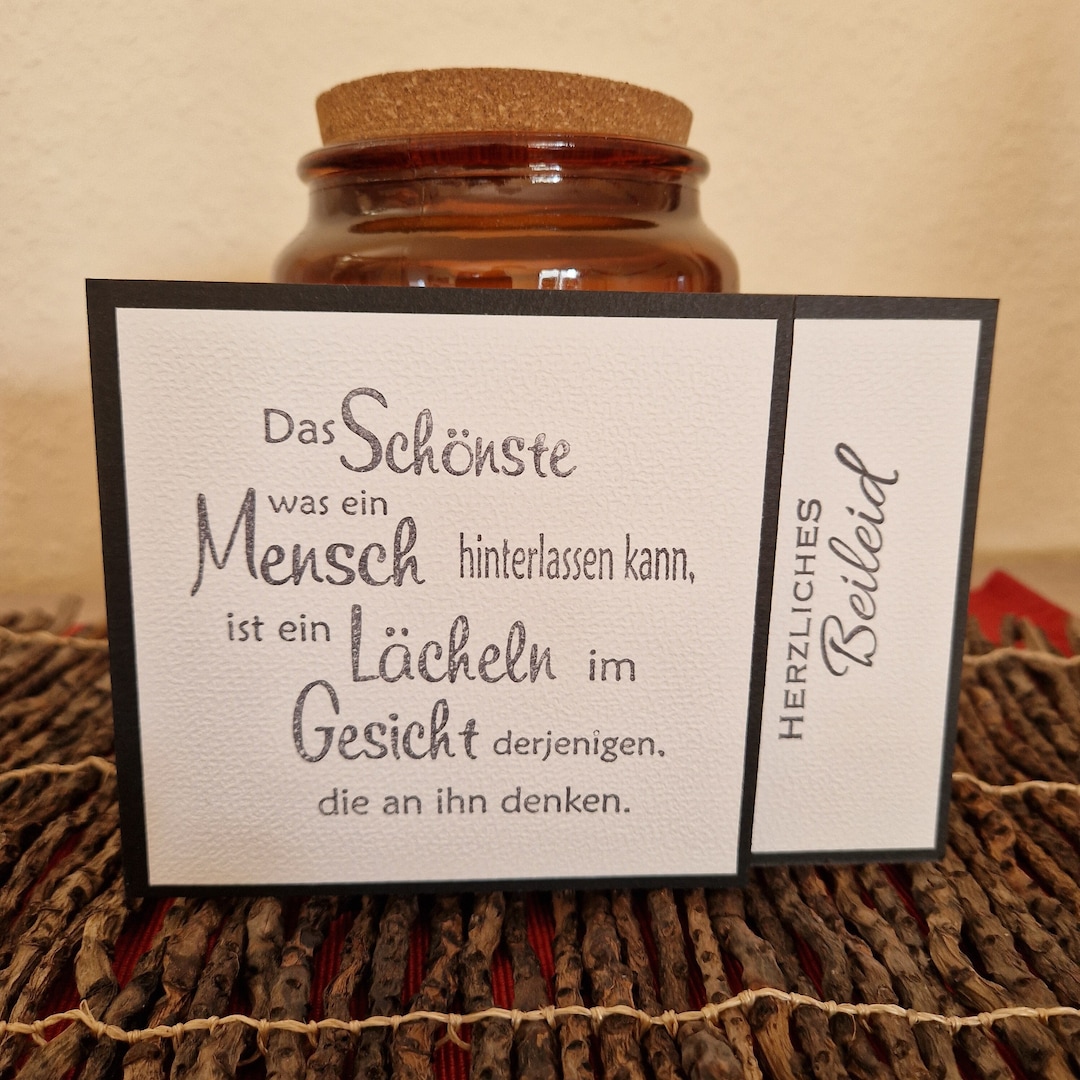 Das Schönste
was ein
Mensch hinterlassen kann,
ist ein Lächeln im
Gesicht derjenigen,
die an ihn denken.
HERZLICHES
Beileid